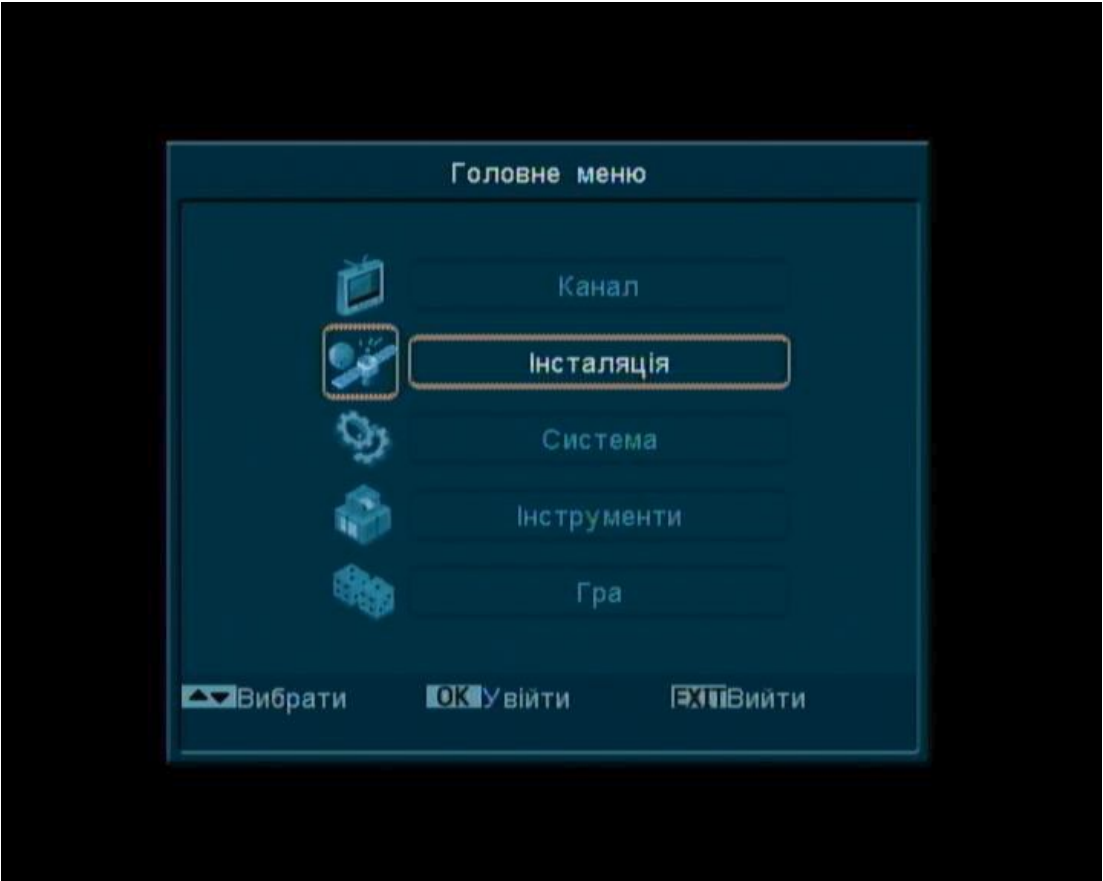 Головне меню
Канал
Інсталяція
Система
Інструменти
Гра
Вибрати OK Увійти EXIT Вийти